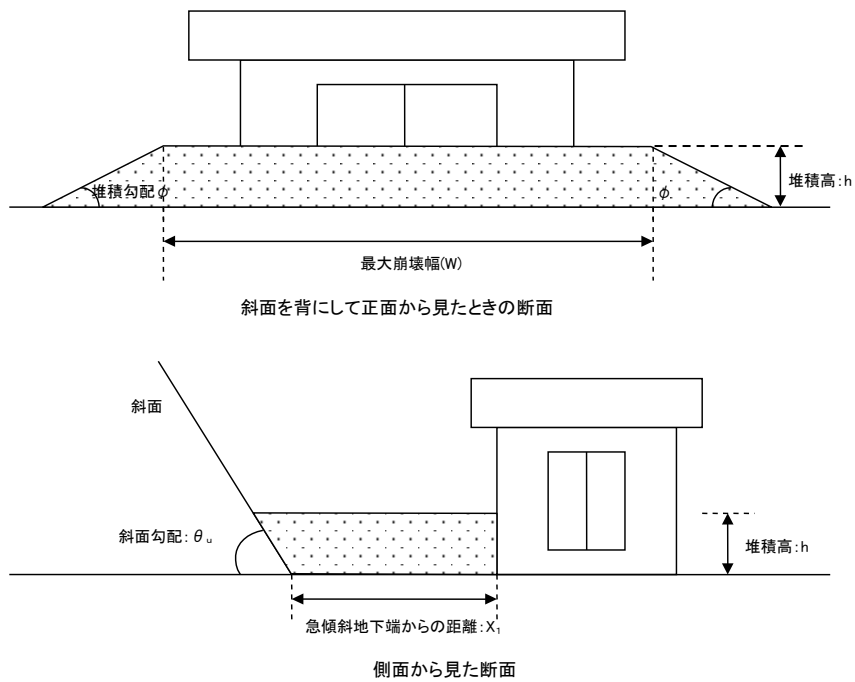 堆積勾配φ
φ
堆積高:h
最大崩壊幅(W)
斜面を背にして正面から見たときの断面
斜面
斜面勾配:θu
堆積高:h
急傾斜地下端からの距離:X1
側面から見た断面